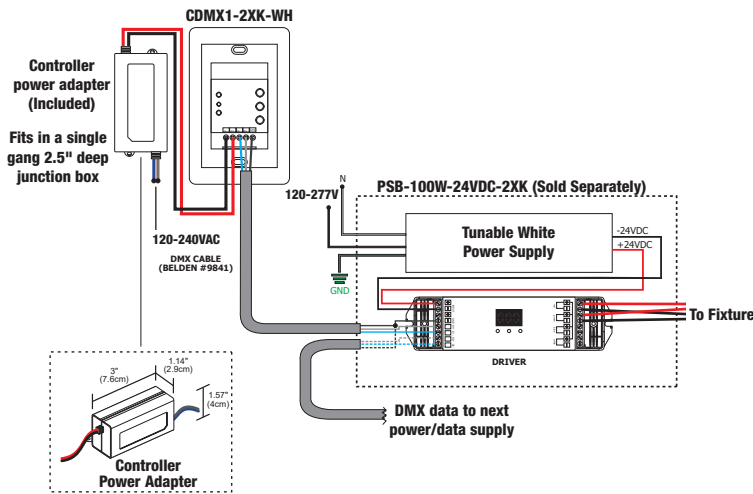 CDMX1-2XK-WH
Controller
power adapter
(Included)
Fits in a single
gang 2.5" deep
junction box
120-240VAC
DMX CABLE
(BELDEN #9841)
N
120-277V
GND
PSB-100W-24VDC-2XK (Sold Separately)
Tunable White
Power Supply
-24VDC
+24VDC
To Fixture
DRIVER
DMX data to next
power/data supply
3"
(7.6cm)
1.14"
(2.9cm)
1.57"
(4cm)
Controller
Power Adapter